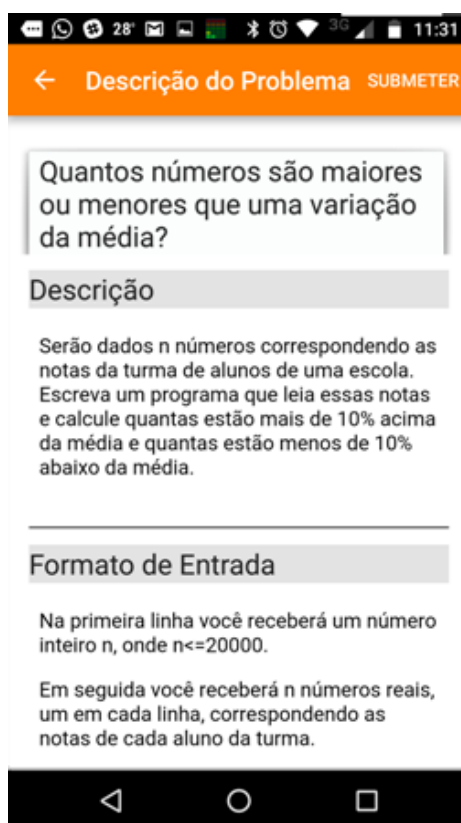 28° 3G 11:31
Descrição do Problema SUBMETER
Quantos números são maiores
ou menores que uma variação
da média?
Descrição
Serão dados n números correspondendo as
notas da turma de alunos de uma escola.
Escreva um programa que leia essas notas
e calcule quantas estão mais de 10% acima
da média e quantas estão menos de 10%
abaixo da média.
Formato de Entrada
Na primeira linha você receberá um número
inteiro n, onde n<=20000.
Em seguida você receberá n números reais,
um em cada linha, correspondendo as
notas de cada aluno da turma.